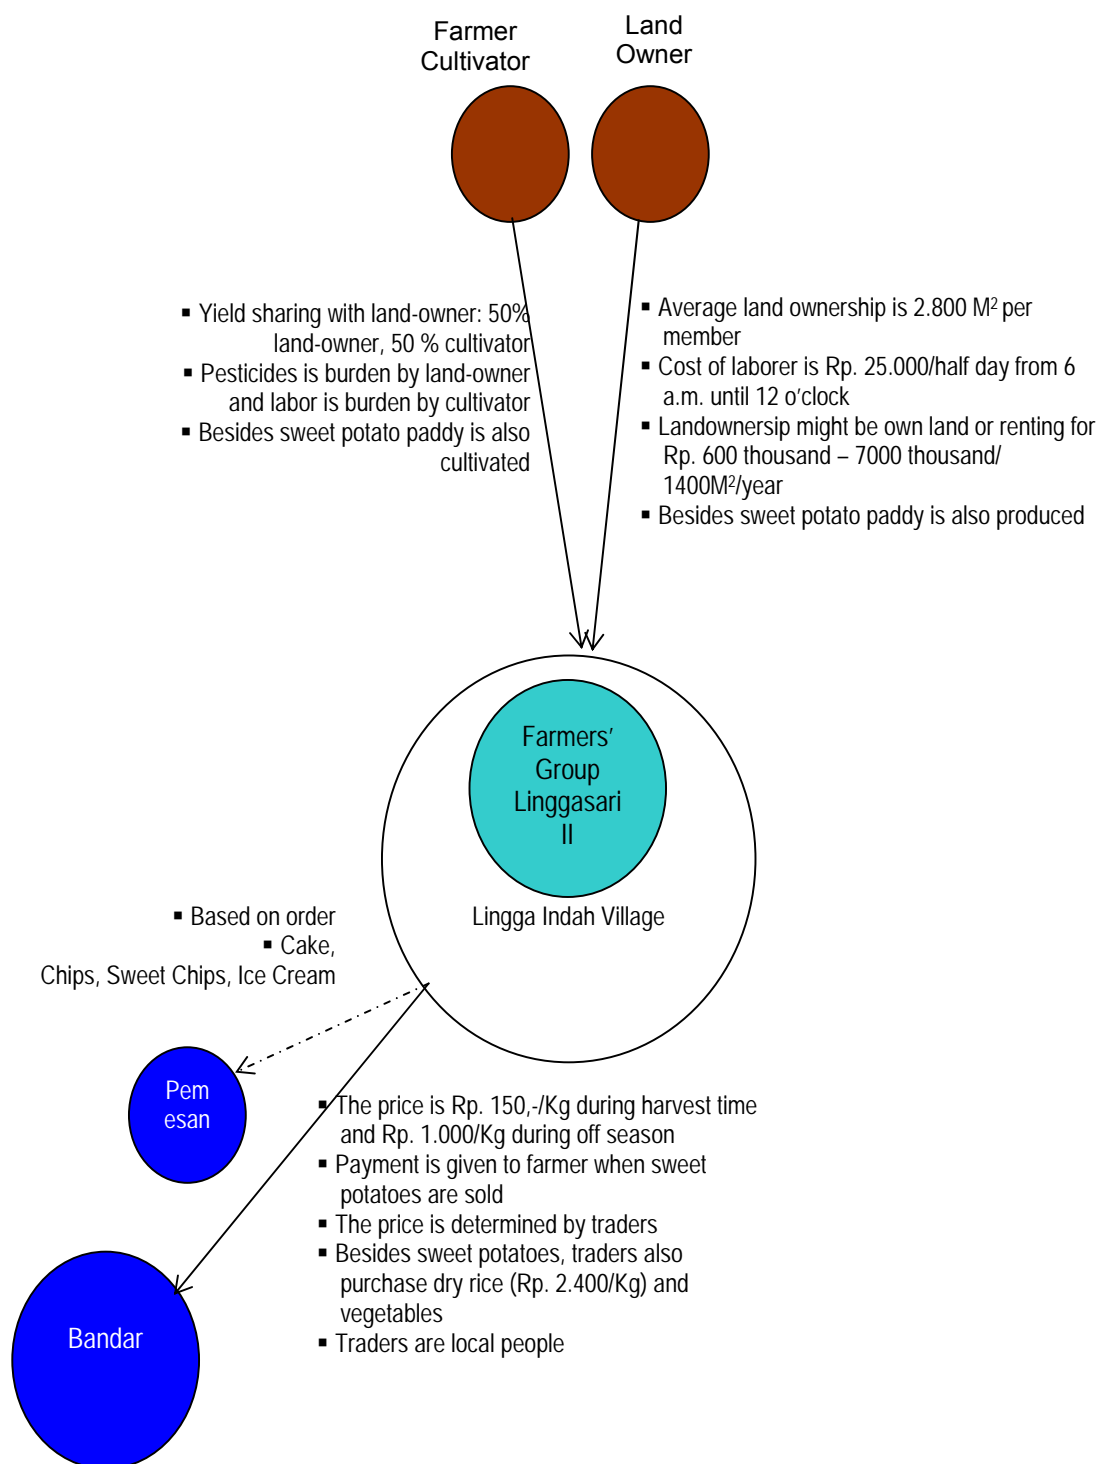 Farmer
Cultivator
Land
Owner
▪ Yield sharing with land-owner: 50%
land-owner, 50 % cultivator
▪ Pesticides is burden by land-owner
and labor is burden by cultivator
▪ Besides sweet potato paddy is also
cultivated
▪ Average land ownership is 2.800 M² per
member
▪ Cost of laborer is Rp. 25.000/half day from 6
a.m. until 12 o’clock
▪ Landownersip might be own land or renting for
Rp. 600 thousand – 7000 thousand/
1400M²/year
▪ Besides sweet potato paddy is also produced
Farmers’
Group
Linggasari
II
Lingga Indah Village
▪ Based on order
▪ Cake,
Chips, Sweet Chips, Ice Cream
Pem
esan
▪ The price is Rp. 150,-/Kg during harvest time
and Rp. 1.000/Kg during off season
▪ Payment is given to farmer when sweet
potatoes are sold
▪ The price is determined by traders
▪ Besides sweet potatoes, traders also
purchase dry rice (Rp. 2.400/Kg) and
vegetables
▪ Traders are local people
Bandar